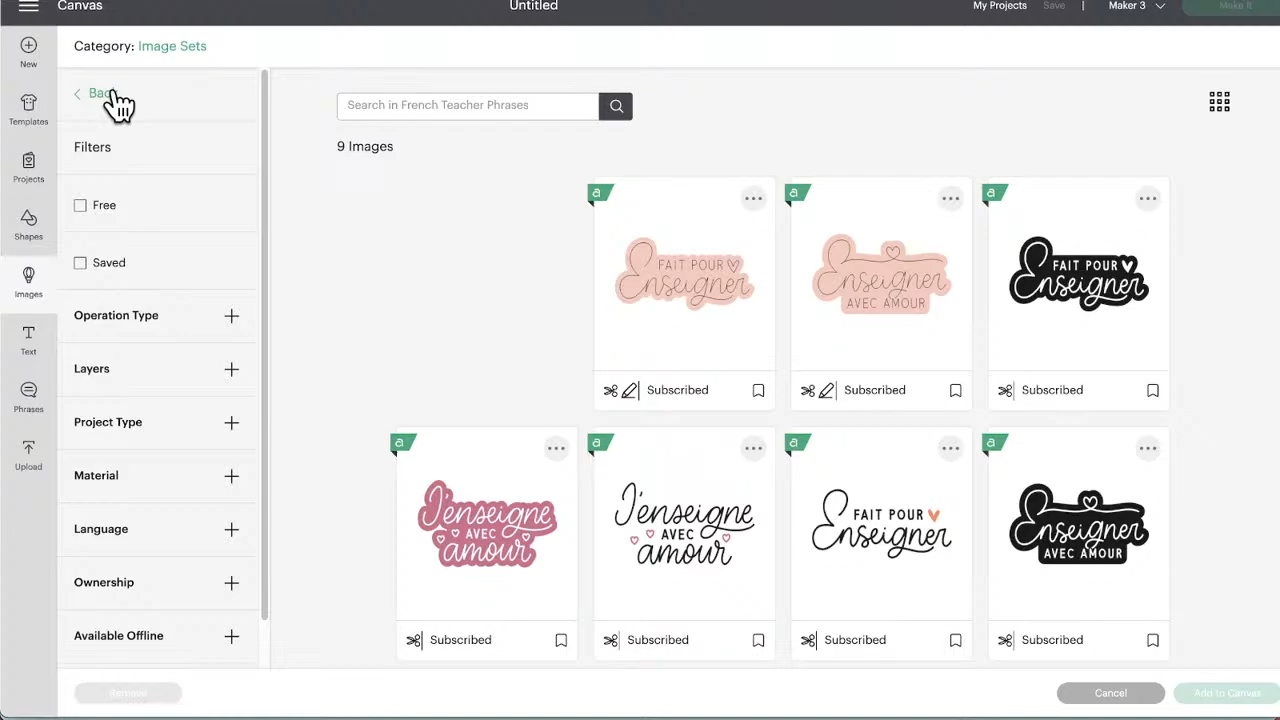 Canvas
Untitled
My Projects Save | Maker 3 Make It
Category: Image Sets
New
Templates
Projects
Shapes
Images
Text
Phrases
Upload
Filters
Free
Saved
Operation Type
Layers
Project Type
Material
Language
Ownership
Available Offline
Search in French Teacher Phrases
9 Images
a
FAIT POUR
Enseigner
Subscribed
a
Enseigner
AVEC AMOUR
Subscribed
a
FAIT POUR
Enseigner
Subscribed
a
J'enseigne
AVEC
amour
Subscribed
a
J'enseigne
AVEC
amour
Subscribed
a
FAIT POUR
Enseigner
Subscribed
a
Enseigner
AVEC AMOUR
Subscribed
Remove
Cancel
Add to Canvas